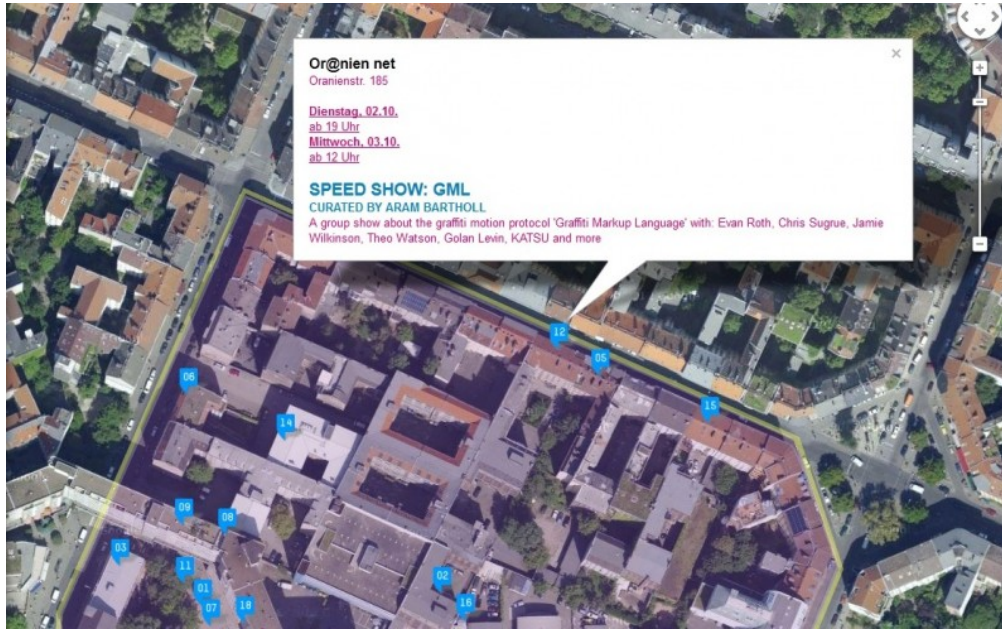 Or@nien net
Oranienstr. 185
Dienstag, 02.10.
ab 19 Uhr
Mittwoch, 03.10.
ab 12 Uhr
SPEED SHOW: GML
CURATED BY ARAM BARTHOLL
A group show about the graffiti motion protocol 'Graffiti Markup Language' with: Evan Roth, Chris Sugrue, Jamie
Wilkinson, Theo Watson, Golan Levin, KATSU and more
12
05
06
15
14
09
08
03
11
01
02
07
18
16